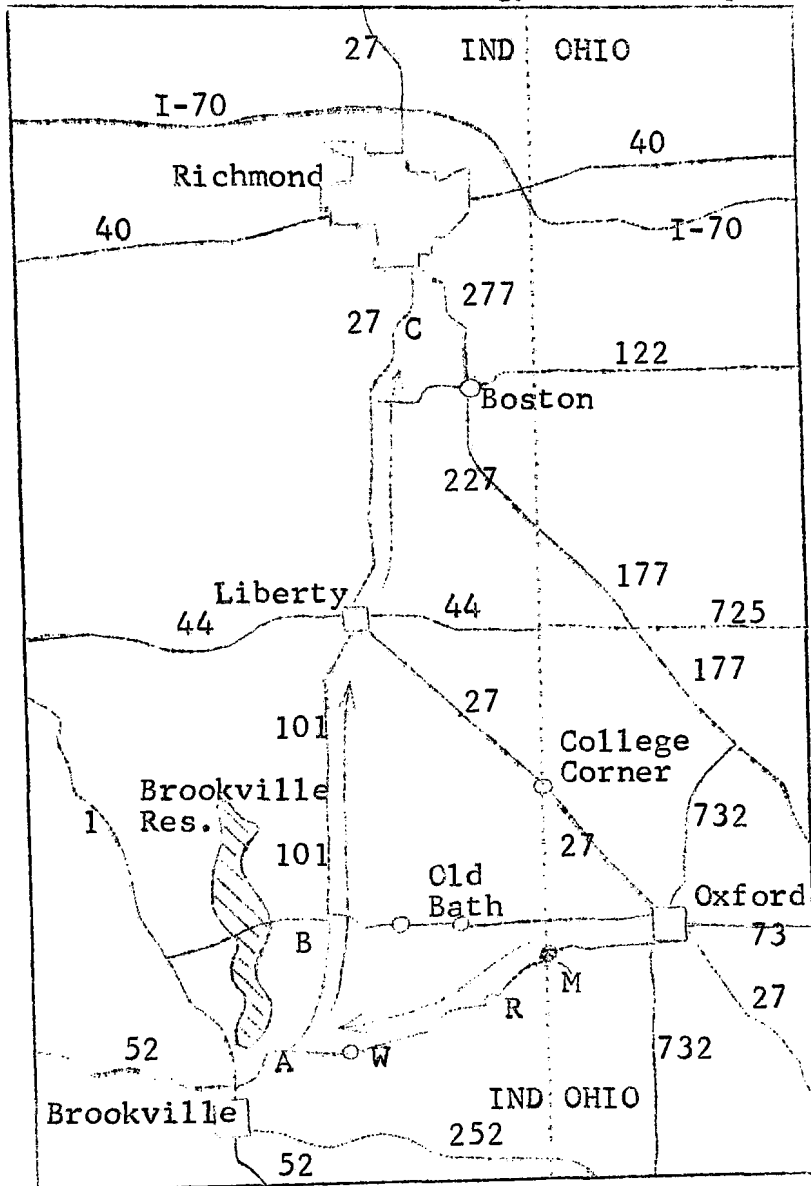 27
IND OHIO
I-70
40
Richmond
40
I-70
277
27
C
122
Boston
227
177
Liberty
44
44
725
177
27
101
College
Corner
Brookville
Res.
1
732
101
27
Old
Bath
Oxford
B
73
M
27
R
52
A
W
732
IND OHIO
Brookville
252
52